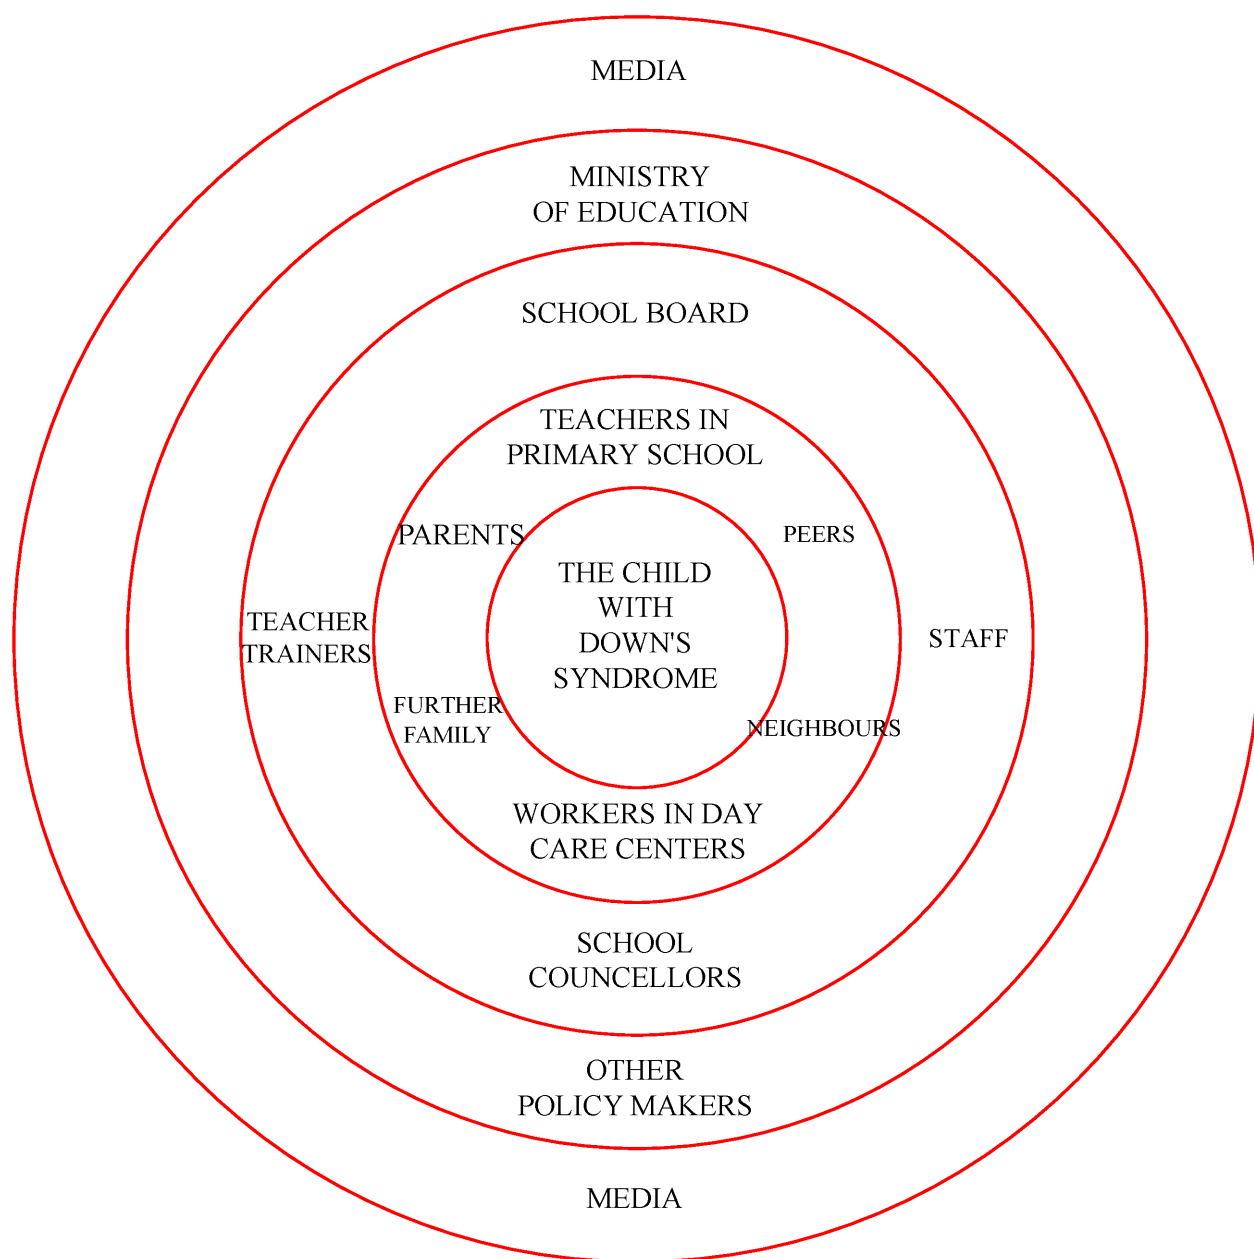 MEDIA
MINISTRY
OF EDUCATION
SCHOOL BOARD
TEACHERS IN
PRIMARY SCHOOL
PARENTS
PEERS
THE CHILD
WITH
DOWN'S
SYNDROME
TEACHER
TRAINERS
STAFF
FURTHER
FAMILY
NEIGHBOURS
WORKERS IN DAY
CARE CENTERS
SCHOOL
COUNCELLORS
OTHER
POLICY MAKERS
MEDIA